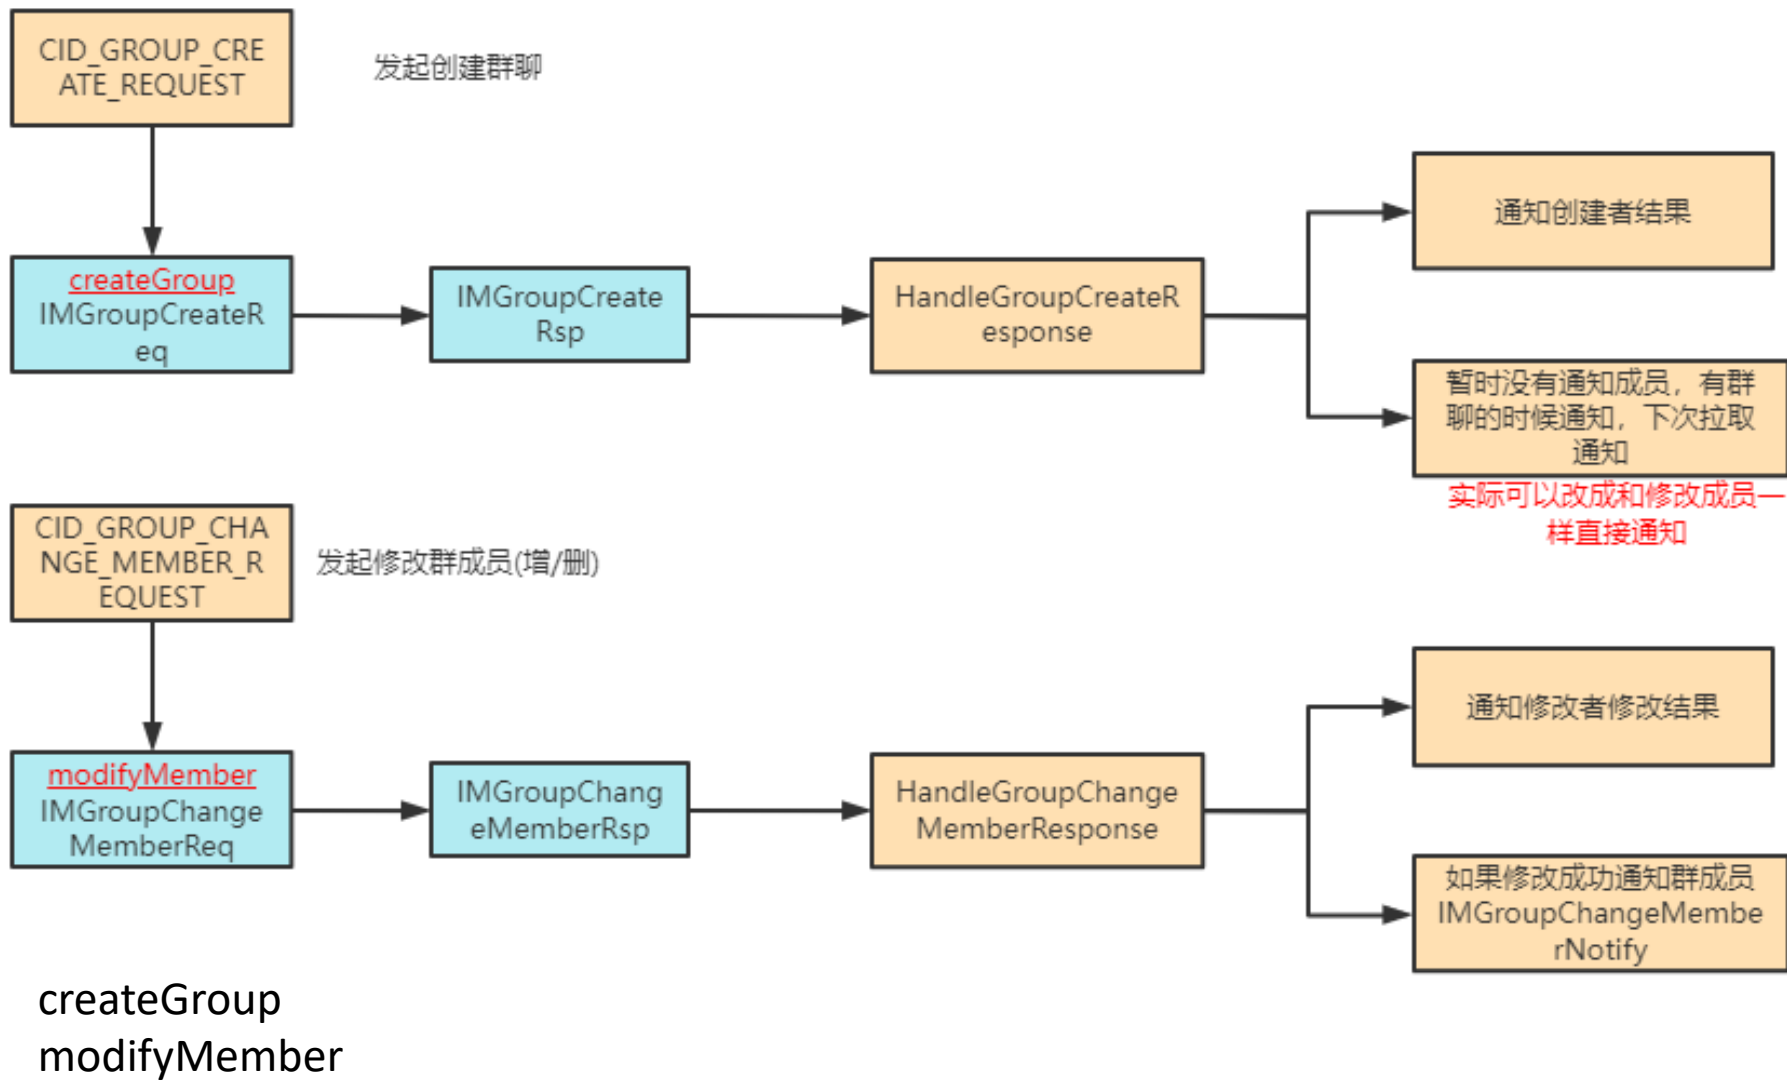 CID_GROUP_CRE
ATE_REQUEST
发起创建群聊
createGroup
IMGroupCreateR
eq
IMGroupCreate
Rsp
HandleGroupCreateR
esponse
通知创建者结果
暂时没有通知成员，有群
聊的时候通知，下次拉取
通知
实际可以改成和修改成员一
样直接通知
CID_GROUP_CHA
NGE_MEMBER_R
EQUEST
发起修改群成员(增/删)
modifyMember
IMGroupChange
MemberReq
IMGroupChang
eMemberRsp
HandleGroupChange
MemberResponse
通知修改者修改结果
如果修改成功通知群成员
IMGroupChangeMembe
rNotify
createGroup
modifyMember